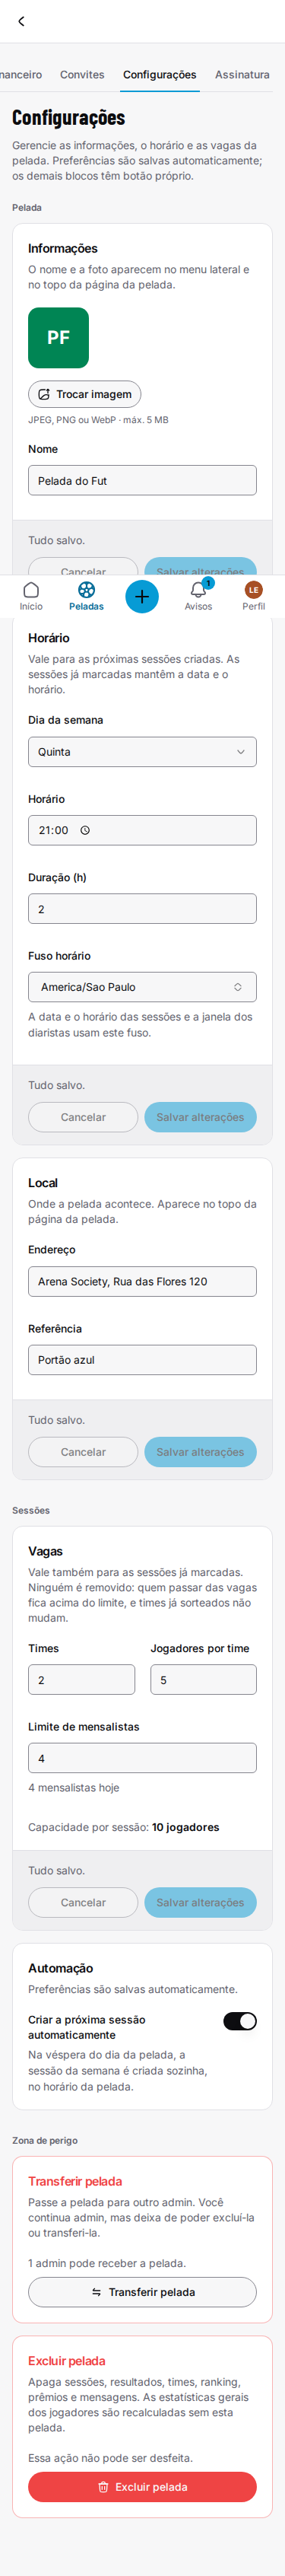 nanceiro Convites Configurações Assinatura
Configurações
Gerencie as informações, o horário e as vagas da
pelada. Preferências são salvas automaticamente;
os demais blocos têm botão próprio.
Pelada
Informações
O nome e a foto aparecem no menu lateral e
no topo da página da pelada.
PF
Trocar imagem
JPEG, PNG ou WebP · máx. 5 MB
Nome
Pelada do Fut
Tudo salvo.
Cancelar Salvar alterações
1
LE
Início Peladas Avisos Perfil
Horário
Vale para as próximas sessões criadas. As
sessões já marcadas mantêm a data e o
horário.
Dia da semana
Quinta
Horário
21:00
Duração (h)
2
Fuso horário
America/Sao Paulo
A data e o horário das sessões e a janela dos
diaristas usam este fuso.
Tudo salvo.
Cancelar Salvar alterações
Local
Onde a pelada acontece. Aparece no topo da
página da pelada.
Endereço
Arena Society, Rua das Flores 120
Referência
Portão azul
Tudo salvo.
Cancelar Salvar alterações
Sessões
Vagas
Vale também para as sessões já marcadas.
Ninguém é removido: quem passar das vagas
fica acima do limite, e times já sorteados não
mudam.
Times Jogadores por time
2 5
Limite de mensalistas
4
4 mensalistas hoje
Capacidade por sessão: 10 jogadores
Tudo salvo.
Cancelar Salvar alterações
Automação
Preferências são salvas automaticamente.
Criar a próxima sessão
automaticamente
Na véspera do dia da pelada, a
sessão da semana é criada sozinha,
no horário da pelada.
Zona de perigo
Transferir pelada
Passe a pelada para outro admin. Você
continua admin, mas deixa de poder excluí-la
ou transferi-la.
1 admin pode receber a pelada.
Transferir pelada
Excluir pelada
Apaga sessões, resultados, times, ranking,
prêmios e mensagens. As estatísticas gerais
dos jogadores são recalculadas sem esta
pelada.
Essa ação não pode ser desfeita.
Excluir pelada